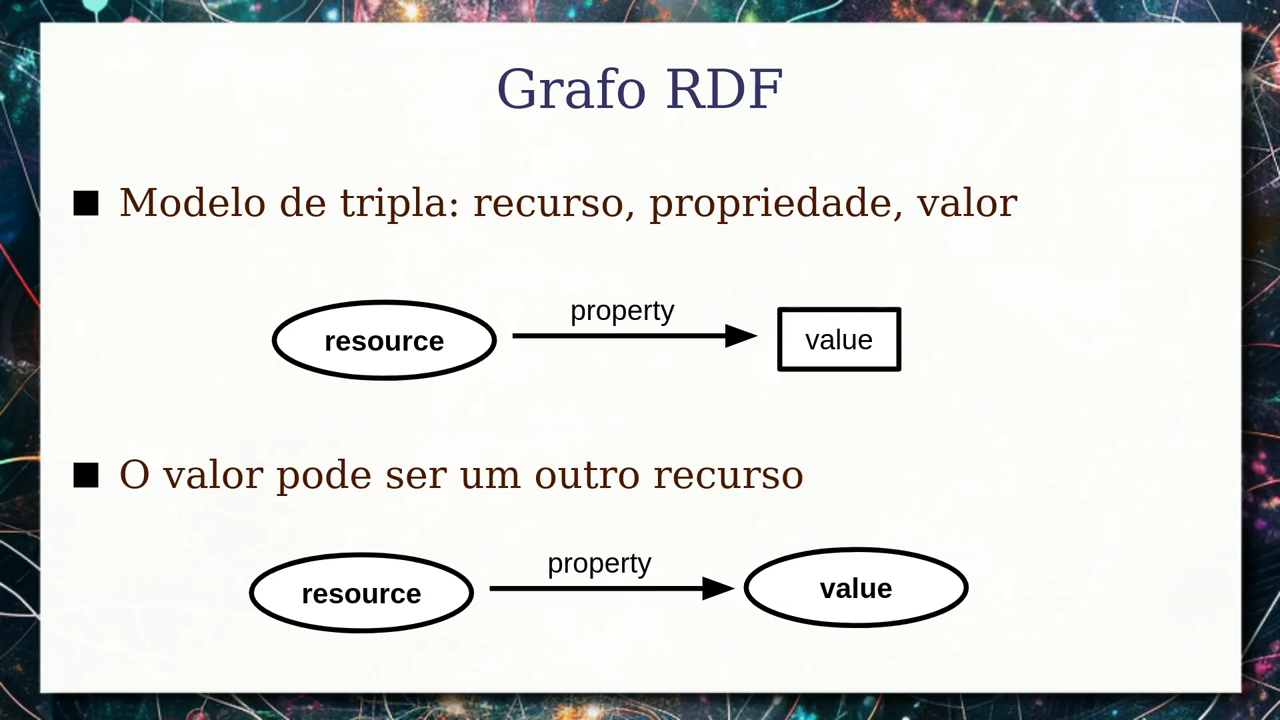 Grafo RDF
Modelo de tripla: recurso, propriedade, valor
property
resource
value
O valor pode ser um outro recurso
property
resource
value